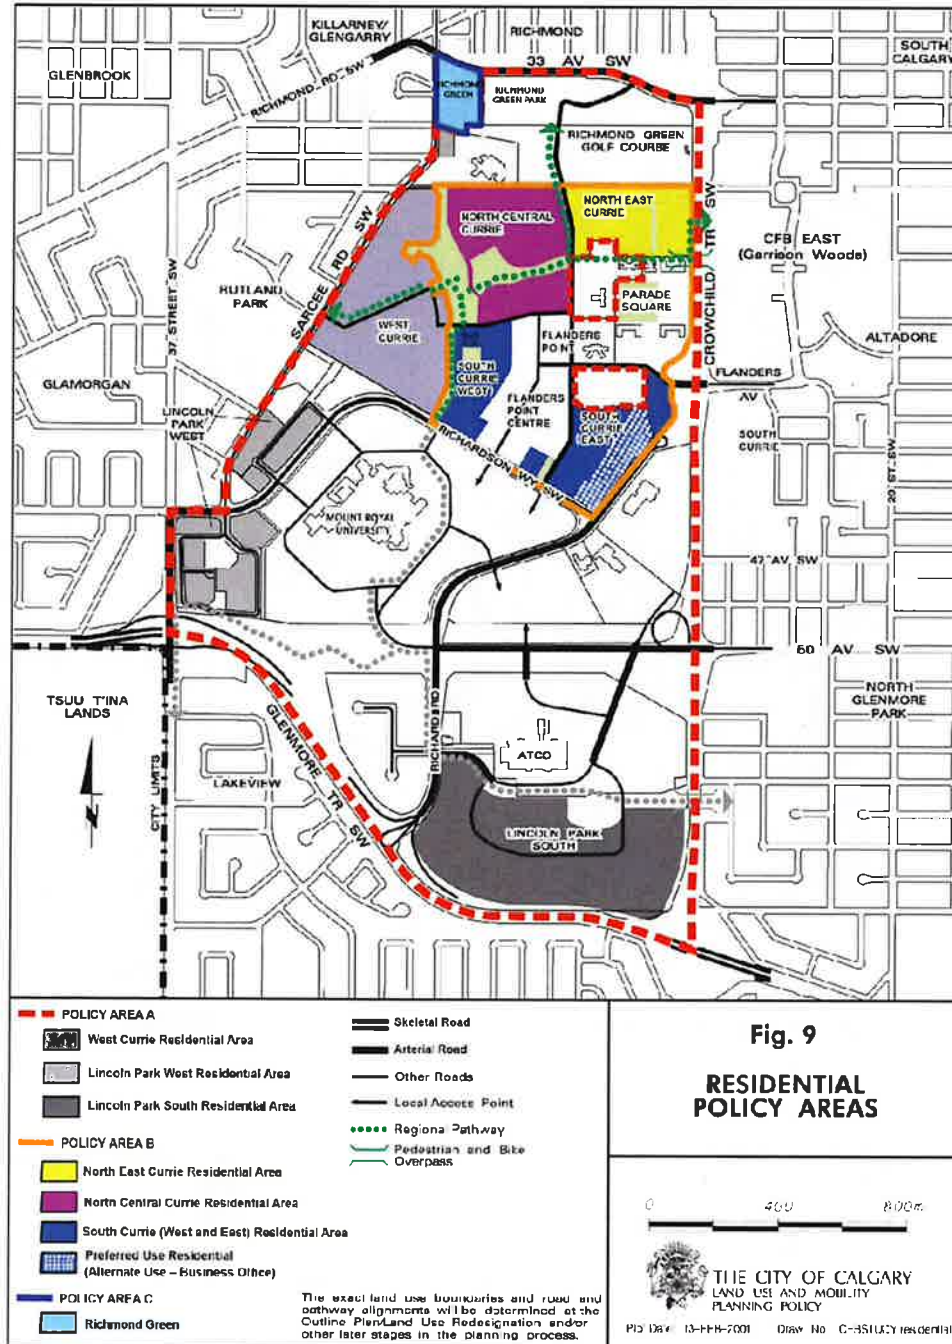 KILLARNEY/
GLENGARRY
RICHMOND
SOUTH
CALGARY
GLENBROOK
33 AV SW
RICHMOND RD SW
RICHMOND
GREEN
RICHMOND
GREEN PARK
RICHMOND GREEN
GOLF COURSE
NORTH CENTRAL
CURRIE
NORTH EAST
CURRIE
CROWCHILD TR SW
CFB EAST
(Garrison Woods)
37 STREET SW
SARCEE RD SW
RUTLAND
PARK
PARADE
SQUARE
WEST
CURRIE
FLANDERS
POINT
ALTADORE
GLAMORGAN
SOUTH
CURRIE
WEST
FLANDERS
POINT
CENTRE
FLANDERS
AV
LINCOLN
PARK
WEST
SOUTH
CURRIE
EAST
SOUTH
CURRIE
20 ST SW
RICHARDSON WY SW
MOUNT ROYAL
UNIVERSITY
42 AV SW
50 AV SW
TSUU T'INA
LANDS
NORTH
GLENMORE
PARK
GLENMORE TR SW
RICHARD RD
ATCO
LAKEVIEW
CITY LIMITS
LINCOLN PARK
SOUTH
POLICY AREA A
West Currie Residential Area
Lincoln Park West Residential Area
Lincoln Park South Residential Area
POLICY AREA B
North East Currie Residential Area
North Central Currie Residential Area
South Currie (West and East) Residential Area
Preferred Use Residential
(Alternate Use – Business Office)
POLICY AREA C
Richmond Green
Skeletal Road
Arterial Road
Other Roads
Local Access Point
Regional Pathway
Pedestrian and Bike
Overpass
The exact land use boundaries and road and
pathway alignments will be determined at the
Outline Plan/Land Use Redesignation and/or
other later stages in the planning process.
Fig. 9
RESIDENTIAL
POLICY AREAS
0 400 800m
THE CITY OF CALGARY
LAND USE AND MOBILITY
PLANNING POLICY
Plot Date: 13-FEB-2001 Draw No
residential